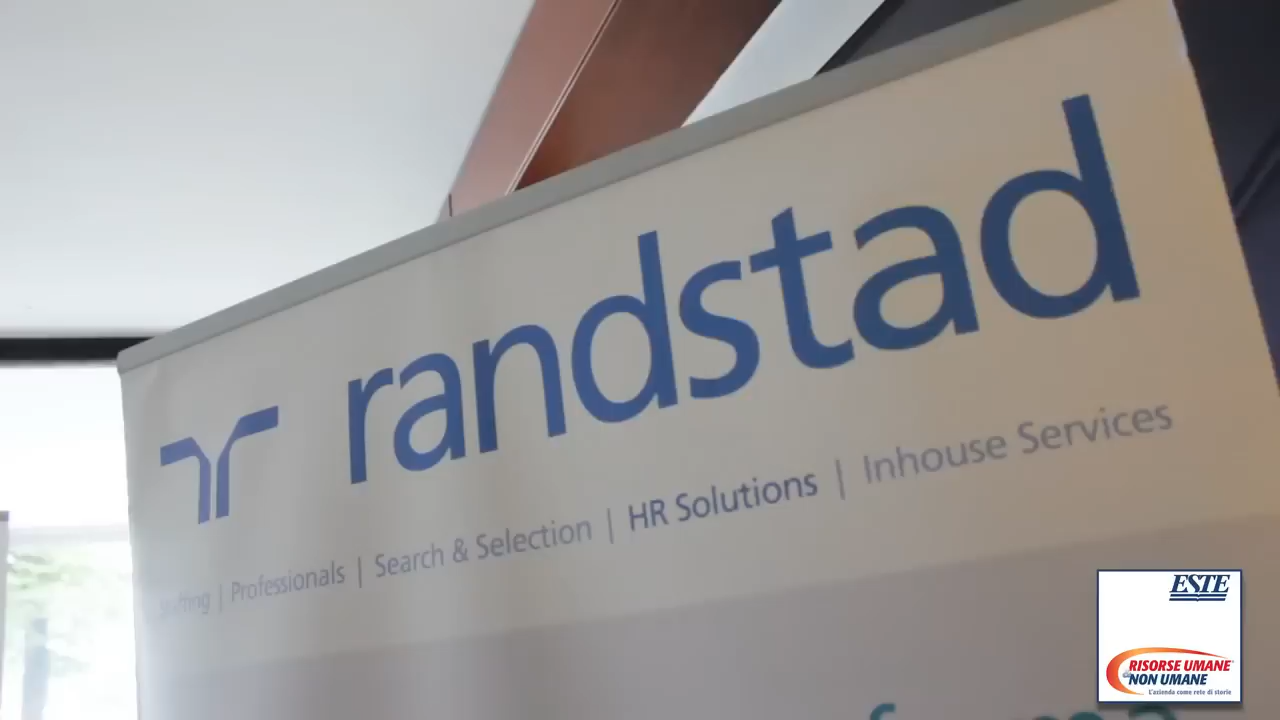 randstad
Staffing | Professionals | Search & Selection | HR Solutions | Inhouse Services
ESTE
RISORSE UMANE
e NON UMANE
L'azienda come rete di storie